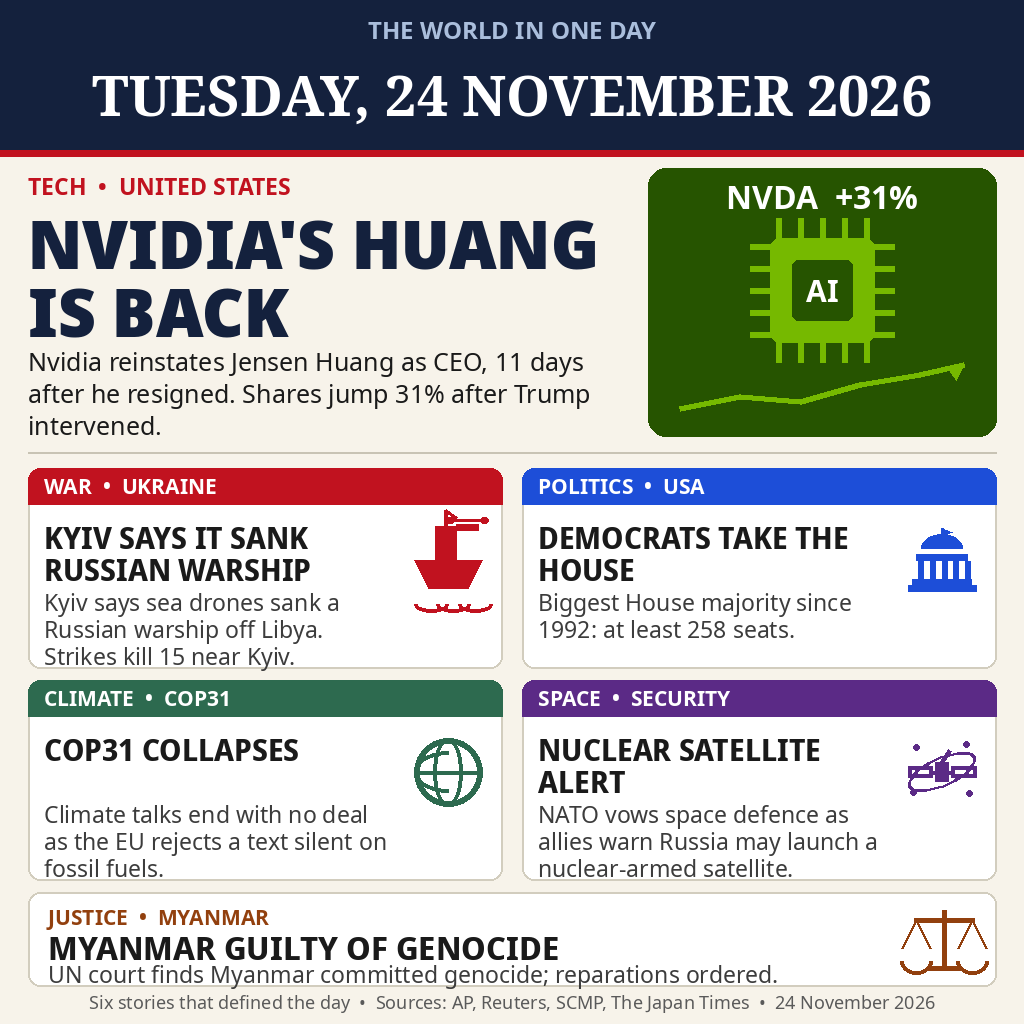 THE WORLD IN ONE DAY
TUESDAY, 24 NOVEMBER 2026
TECH • UNITED STATES
NVIDIA'S HUANG
IS BACK
Nvidia reinstates Jensen Huang as CEO, 11 days
after he resigned. Shares jump 31% after Trump
intervened.
NVDA +31%
AI
WAR • UKRAINE
KYIV SAYS IT SANK
RUSSIAN WARSHIP
Kyiv says sea drones sank a
Russian warship off Libya.
Strikes kill 15 near Kyiv.
POLITICS • USA
DEMOCRATS TAKE THE
HOUSE
Biggest House majority since
1992: at least 258 seats.
CLIMATE • COP31
COP31 COLLAPSES
Climate talks end with no deal
as the EU rejects a text silent on
fossil fuels.
SPACE • SECURITY
NUCLEAR SATELLITE
ALERT
NATO vows space defence as
allies warn Russia may launch a
nuclear-armed satellite.
JUSTICE • MYANMAR
MYANMAR GUILTY OF GENOCIDE
UN court finds Myanmar committed genocide; reparations ordered.
Six stories that defined the day • Sources: AP, Reuters, SCMP, The Japan Times • 24 November 2026